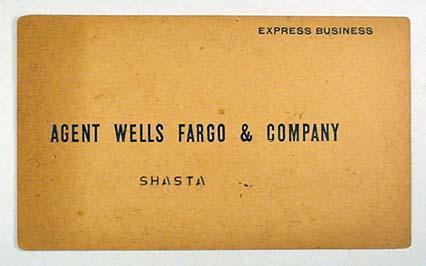 EXPRESS BUSINESS
AGENT WELLS FARGO & COMPANY
SHASTA